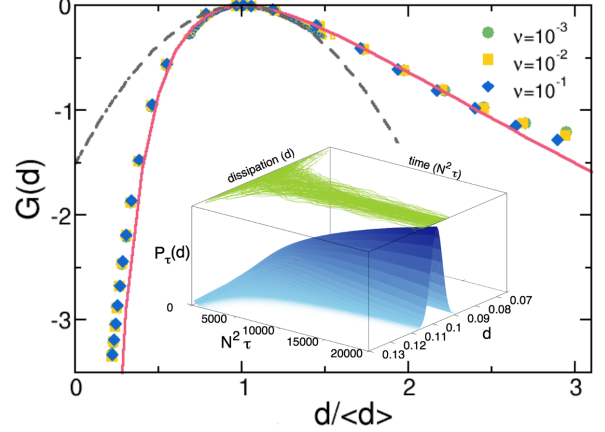 0
-1
-2
-3
G(d)
0
1
2
3
d/<d>
ν=10⁻³
ν=10⁻²
ν=10⁻¹
dissipation (d)
time (N²τ)
P_τ(d)
0
5000
10000
15000
20000
N² τ
0.13
0.12
0.11
0.1
0.09
0.08
0.07
d